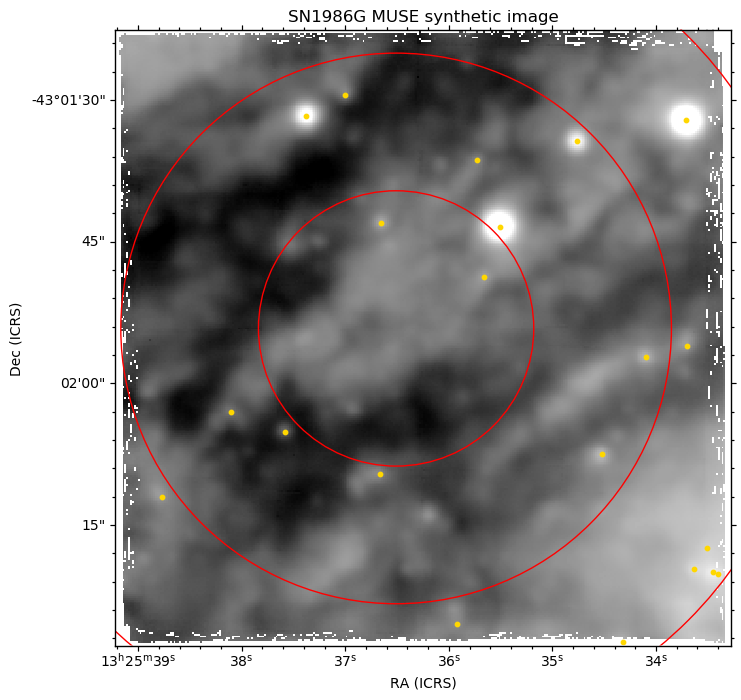 SN1986G MUSE synthetic image
-43°01'30"
45"
02'00"
15"
Dec (ICRS)
13ʰ25ᵐ39ˢ
38ˢ
37ˢ
36ˢ
35ˢ
34ˢ
RA (ICRS)